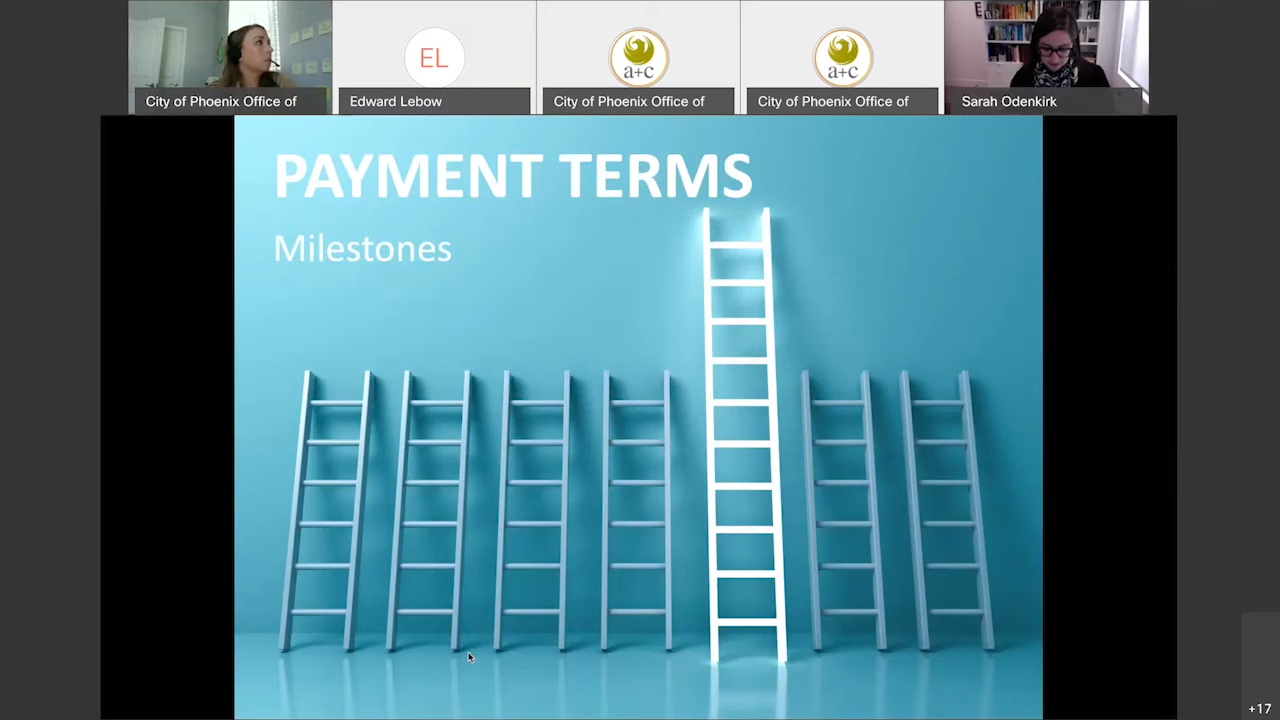 EL
a+c
a+c
City of Phoenix Office of
Edward Lebow
City of Phoenix Office of
City of Phoenix Office of
Sarah Odenkirk
PAYMENT TERMS
Milestones
+17